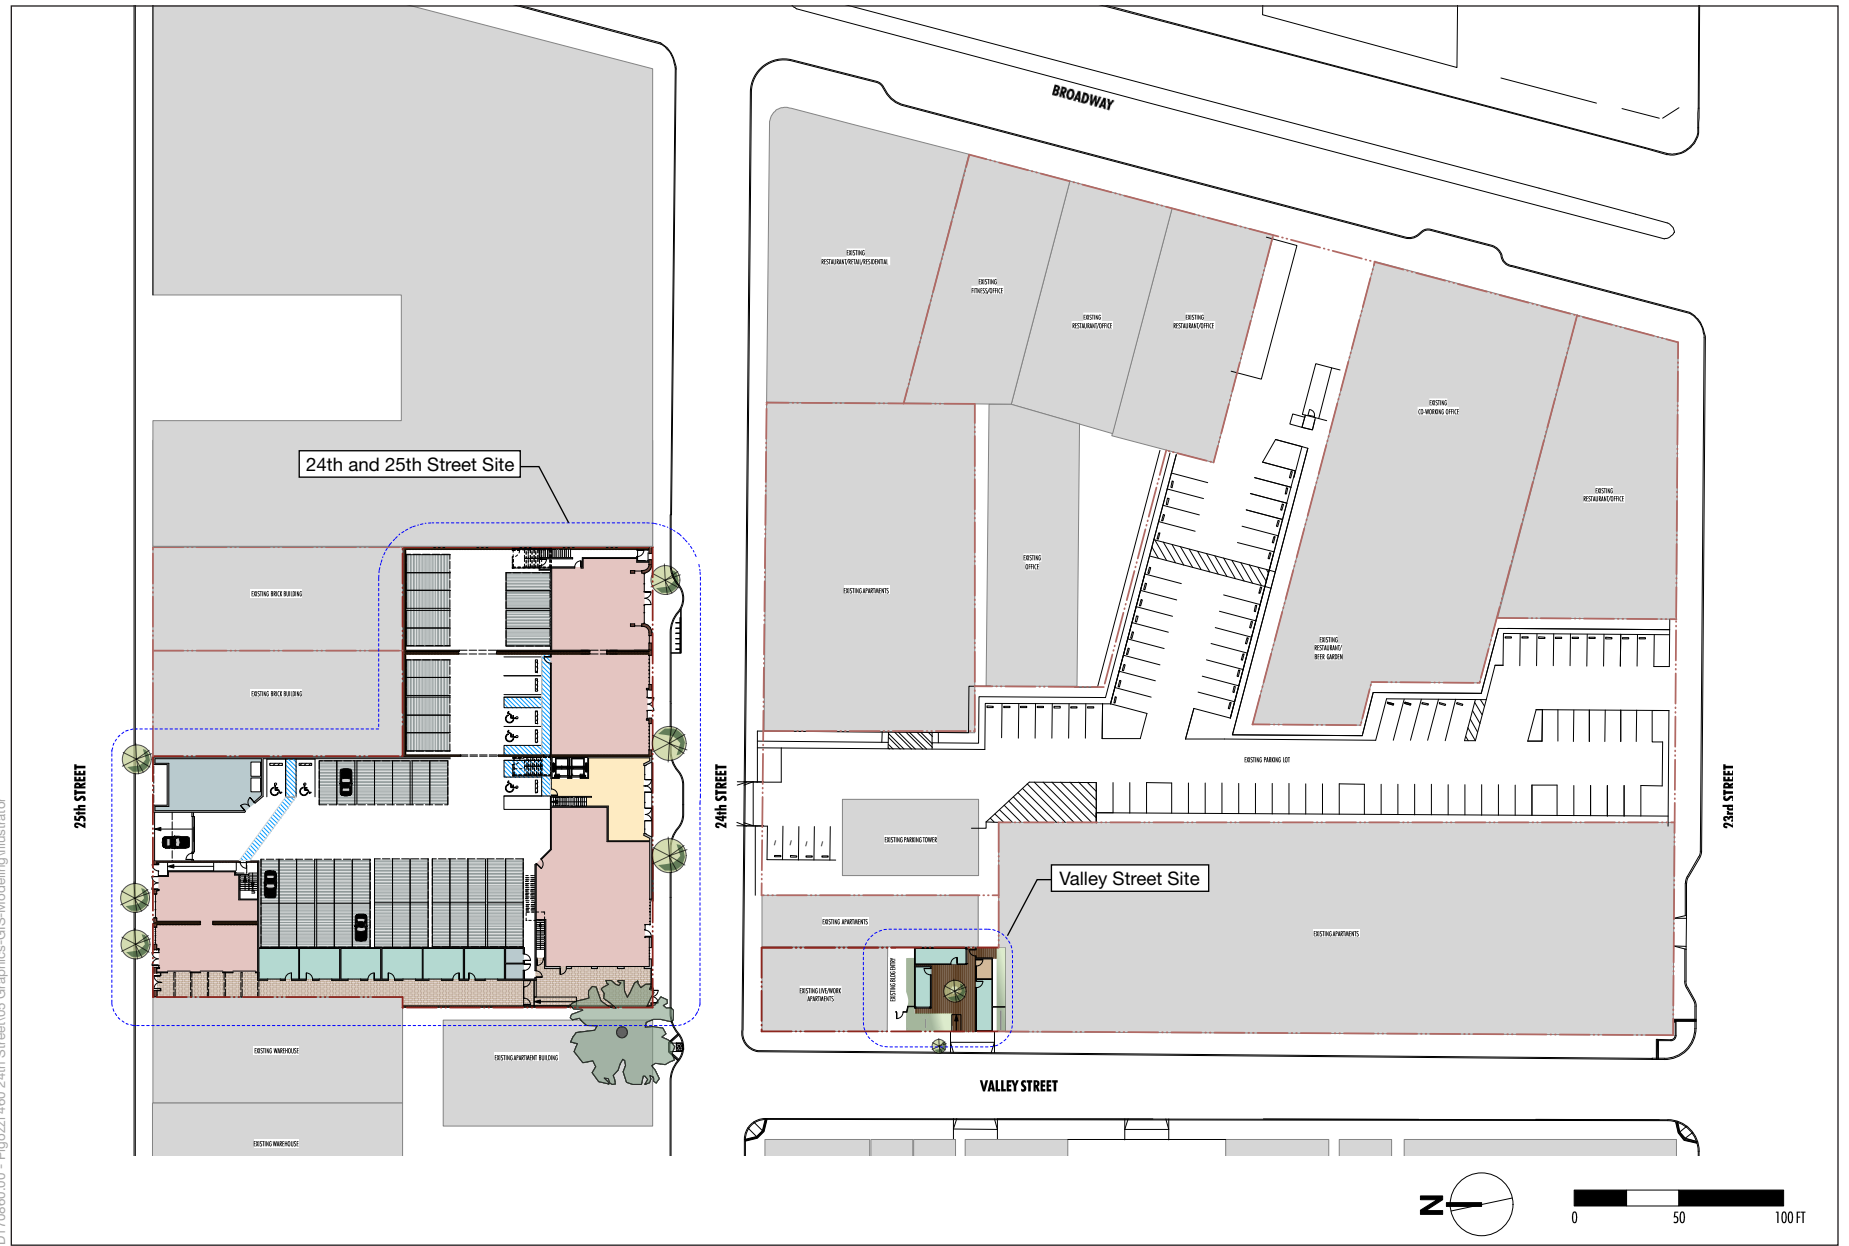 BROADWAY
EXISTING
RESTAURANT/RETAIL/RESIDENTIAL
EXISTING
FITNESS/OFFICE
EXISTING
RESTAURANT/OFFICE
EXISTING
RESTAURANT/OFFICE
EXISTING
CO-WORKING OFFICE
24th and 25th Street Site
EXISTING
RESTAURANT/OFFICE
EXISTING
OFFICE
EXISTING BRICK BUILDING
EXISTING APARTMENTS
EXISTING
RESTAURANT/
BEER GARDEN
EXISTING BRICK BUILDING
EXISTING PARKING LOT
25th STREET
24th STREET
23rd STREET
EXISTING PARKING TOWER
Valley Street Site
EXISTING APARTMENTS
EXISTING APARTMENTS
EXISTING LIVE/WORK
APARTMENTS
EXISTING BLDG ENTRY
EXISTING WAREHOUSE
EXISTING APARTMENT BUILDING
VALLEY STREET
EXISTING WAREHOUSE
N
0
50
100 FT